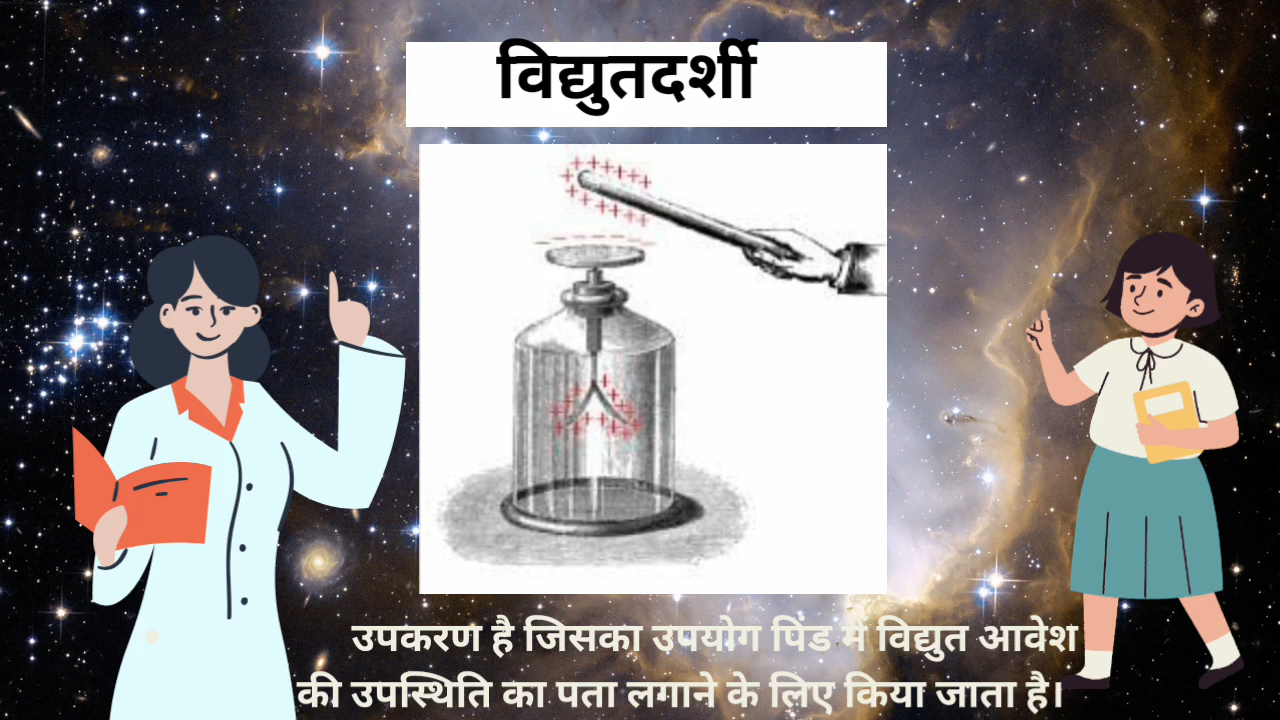 विद्युतदर्शी
उपकरण है जिसका उपयोग पिंड में विद्युत आवेश
की उपस्थिति का पता लगाने के लिए किया जाता है।